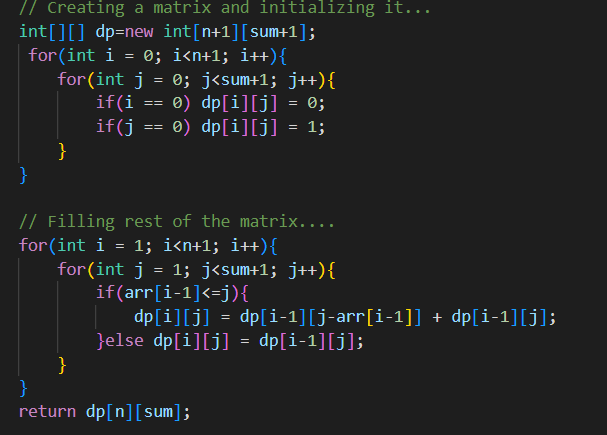 // Creating a matrix and initializing it...
int[][] dp=new int[n+1][sum+1];
for(int i = 0; i<n+1; i++){
for(int j = 0; j<sum+1; j++){
if(i == 0) dp[i][j] = 0;
if(j == 0) dp[i][j] = 1;
}
}
// Filling rest of the matrix....
for(int i = 1; i<n+1; i++){
for(int j = 1; j<sum+1; j++){
if(arr[i-1]<=j){
dp[i][j] = dp[i-1][j-arr[i-1]] + dp[i-1][j];
}else dp[i][j] = dp[i-1][j];
}
}
return dp[n][sum];